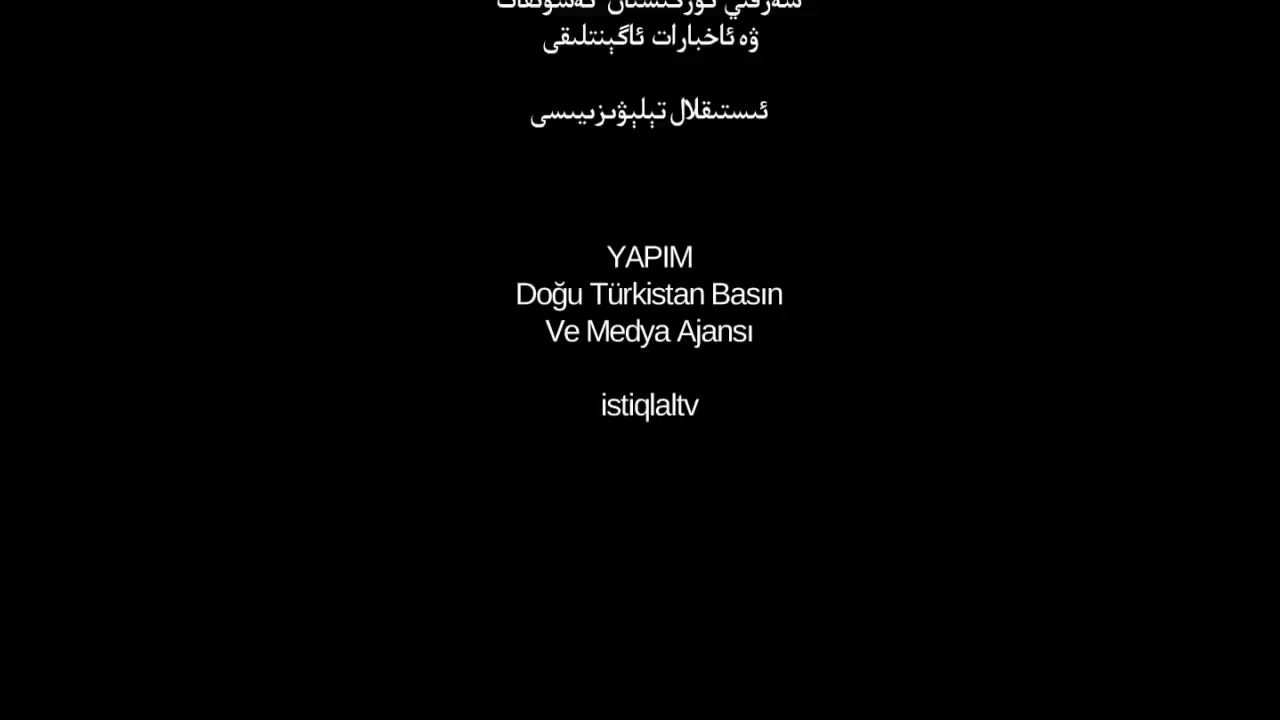 ۋە ئاخبارات ئاگېنتلىقى
ئىستىقلال تېلېۋىزىيىسى
YAPIM
Doğu Türkistan Basın
Ve Medya Ajansı
istiqlaltv